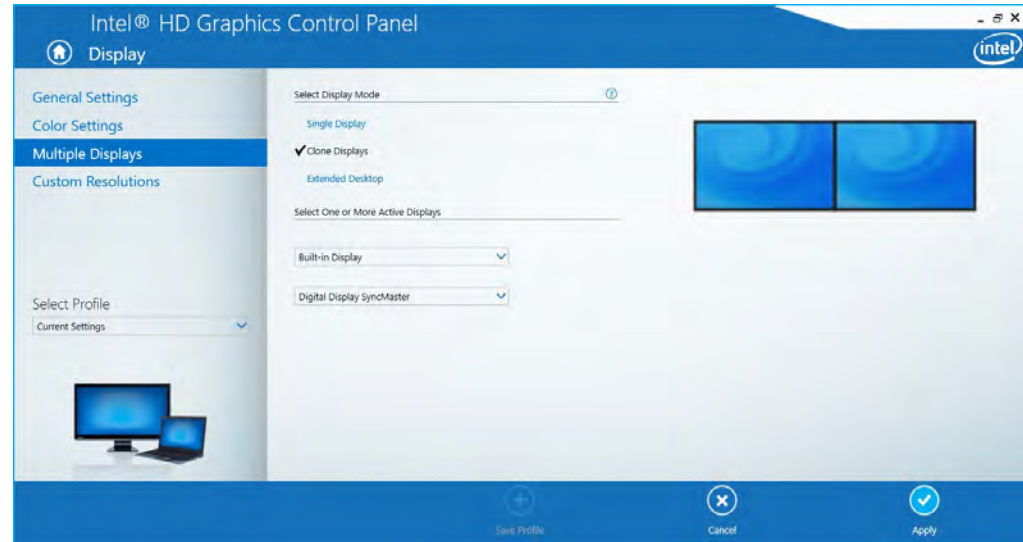 Intel® HD Graphics Control Panel
Display
intel
General Settings
Color Settings
Multiple Displays
Custom Resolutions
Select Profile
Current Settings
Select Display Mode
Single Display
Clone Displays
Extended Desktop
Select One or More Active Displays
Built-in Display
Digital Display SyncMaster
Save Profile
Cancel
Apply